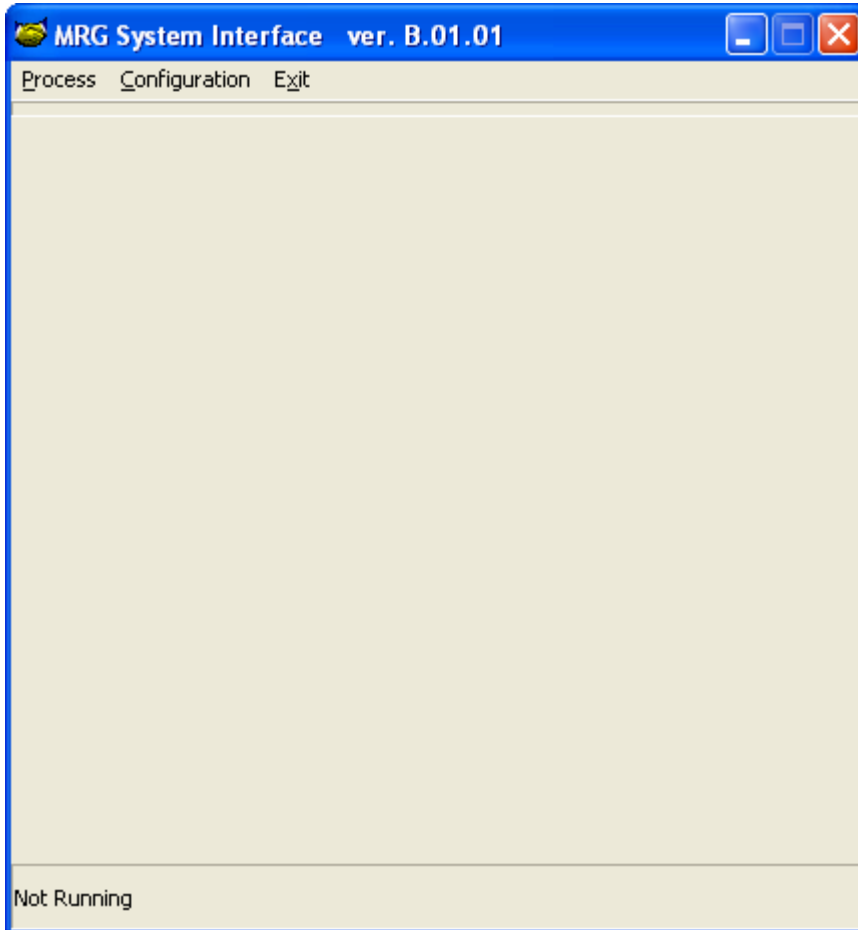 MRG System Interface ver. B.01.01
Process Configuration Exit
Not Running